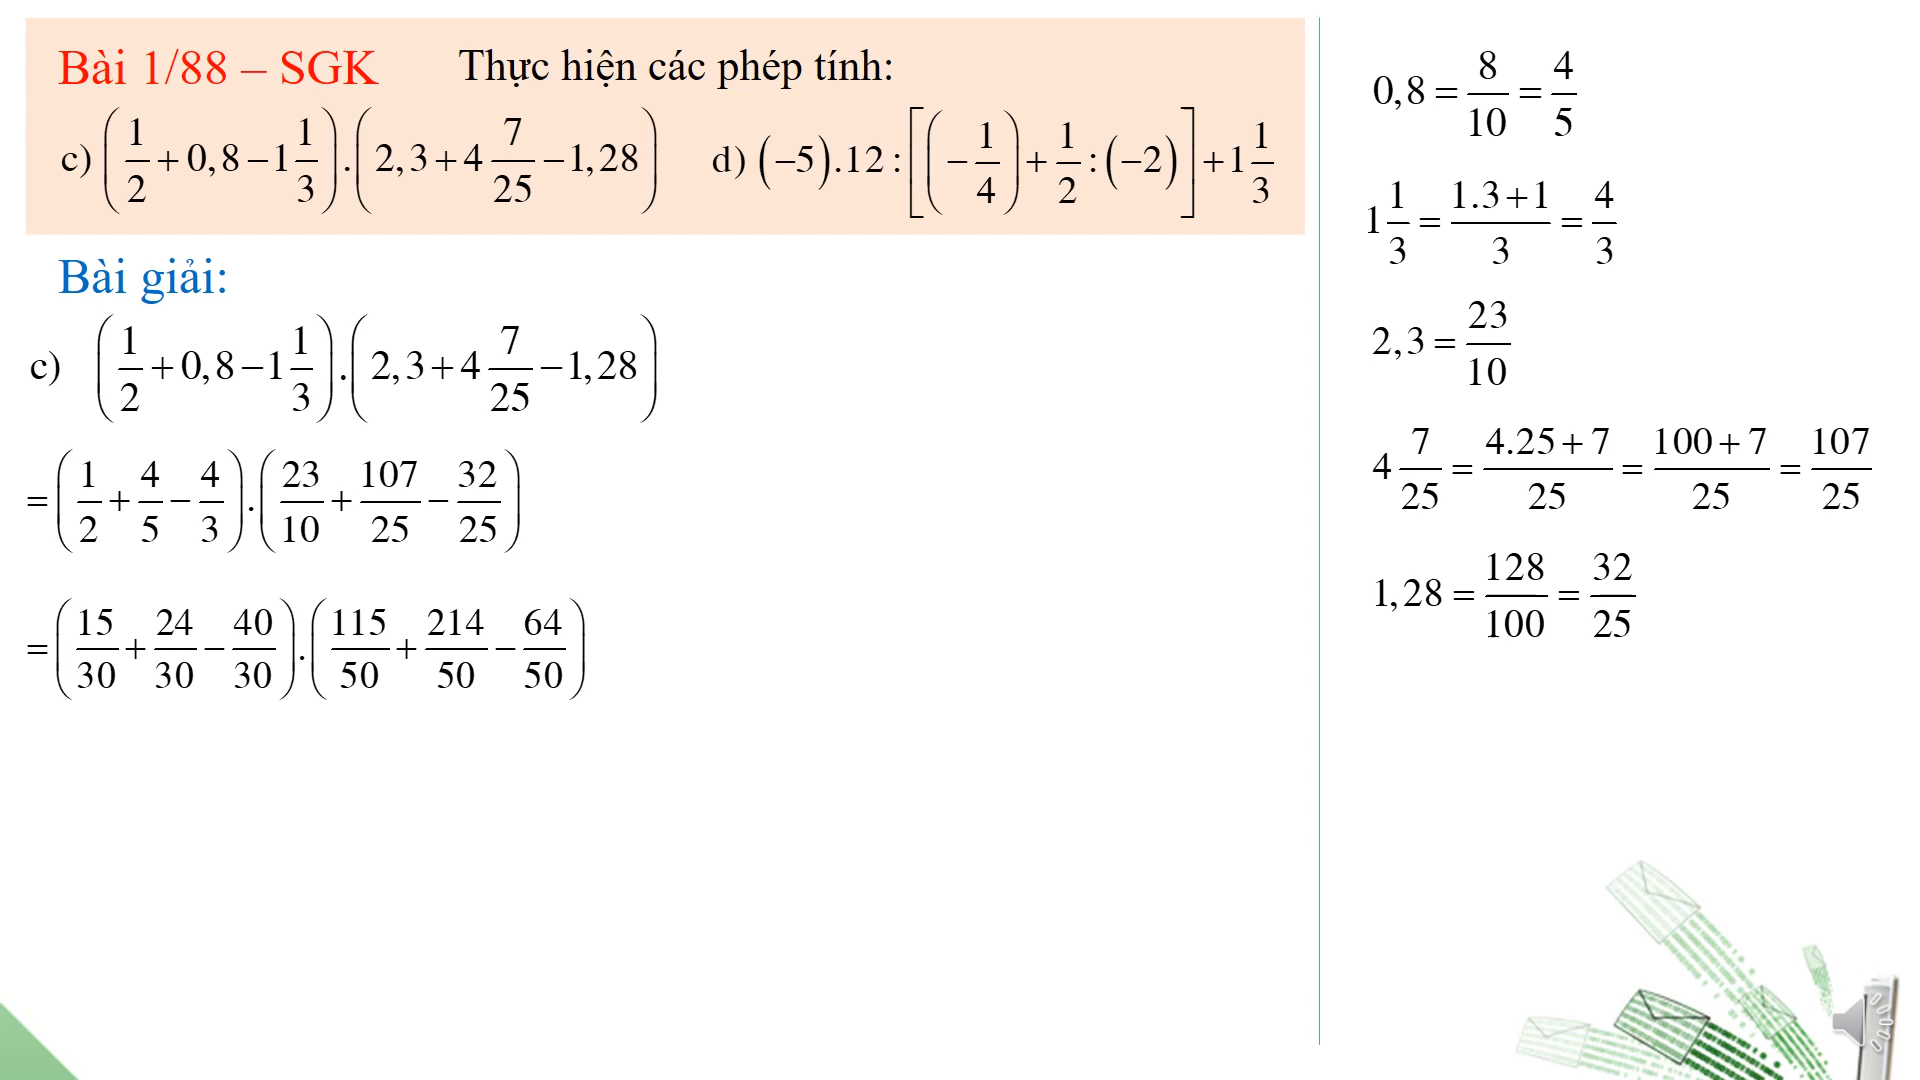 Bài 1/88 – SGK Thực hiện các phép tính:
c) (1/2 + 0,8 − 1 1/3) . (2,3 + 4 7/25 − 1,28) d) (−5).12 : [(−1/4) + 1/2 : (−2)] + 1 1/3
Bài giải:
c) (1/2 + 0,8 − 1 1/3) . (2,3 + 4 7/25 − 1,28)
= (1/2 + 4/5 − 4/3) . (23/10 + 107/25 − 32/25)
= (15/30 + 24/30 − 40/30) . (115/50 + 214/50 − 64/50)
0,8 = 8/10 = 4/5
1 1/3 = (1.3 + 1)/3 = 4/3
2,3 = 23/10
4 7/25 = (4.25 + 7)/25 = (100 + 7)/25 = 107/25
1,28 = 128/100 = 32/25